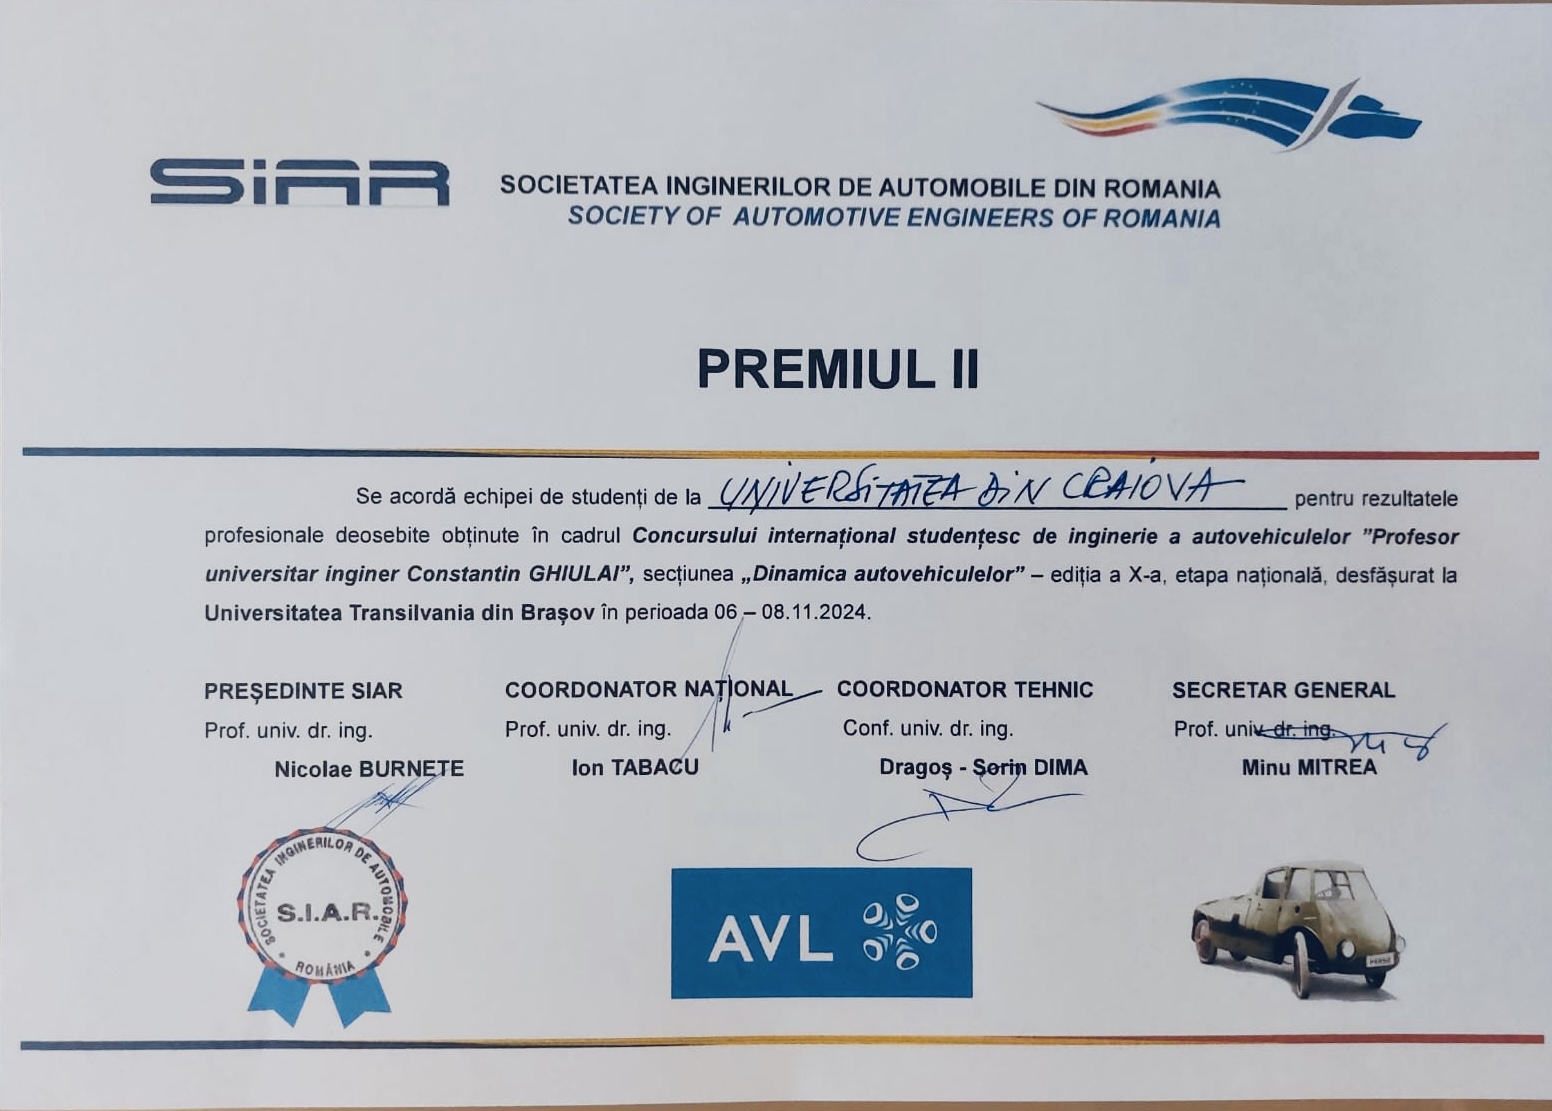 SiAR
SOCIETATEA INGINERILOR DE AUTOMOBILE DIN ROMANIA
SOCIETY OF AUTOMOTIVE ENGINEERS OF ROMANIA
PREMIUL II
Se acordă echipei de studenți de la UNIVERSITATEA DIN CRAIOVA pentru rezultatele
profesionale deosebite obținute în cadrul Concursului internațional studențesc de inginerie a autovehiculelor ”Profesor
universitar inginer Constantin GHIULAI”, secțiunea „Dinamica autovehiculelor” – ediția a X-a, etapa națională, desfășurat la
Universitatea Transilvania din Brașov în perioada 06 – 08.11.2024.
PREȘEDINTE SIAR COORDONATOR NAȚIONAL COORDONATOR TEHNIC SECRETAR GENERAL
Prof. univ. dr. ing. Prof. univ. dr. ing. Conf. univ. dr. ing. Prof. univ. dr. ing.
Nicolae BURNETE Ion TABACU Dragoș - Sorin DIMA Minu MITREA
SOCIETATEA INGINERILOR DE AUTOMOBILE
S.I.A.R.
ROMÂNIA
AVL